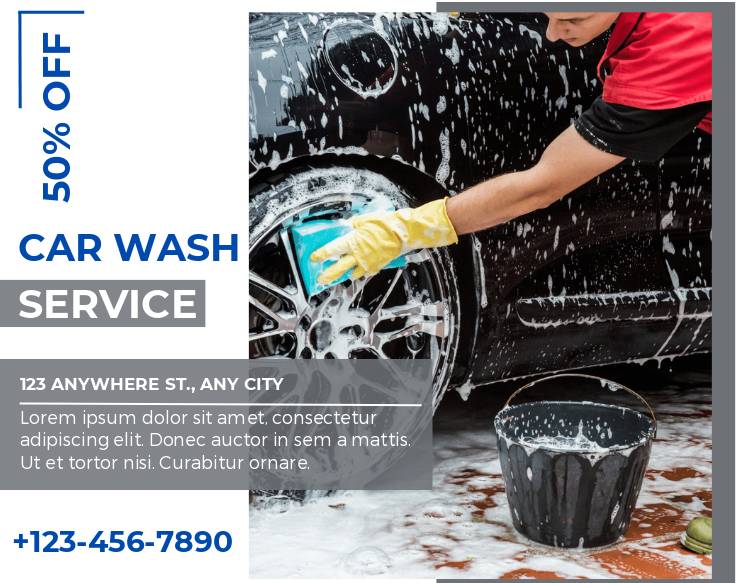 50% OFF
CAR WASH
SERVICE
123 ANYWHERE ST., ANY CITY
Lorem ipsum dolor sit amet, consectetur
adipiscing elit. Donec auctor in sem a mattis.
Ut et tortor nisi. Curabitur ornare.
+123-456-7890